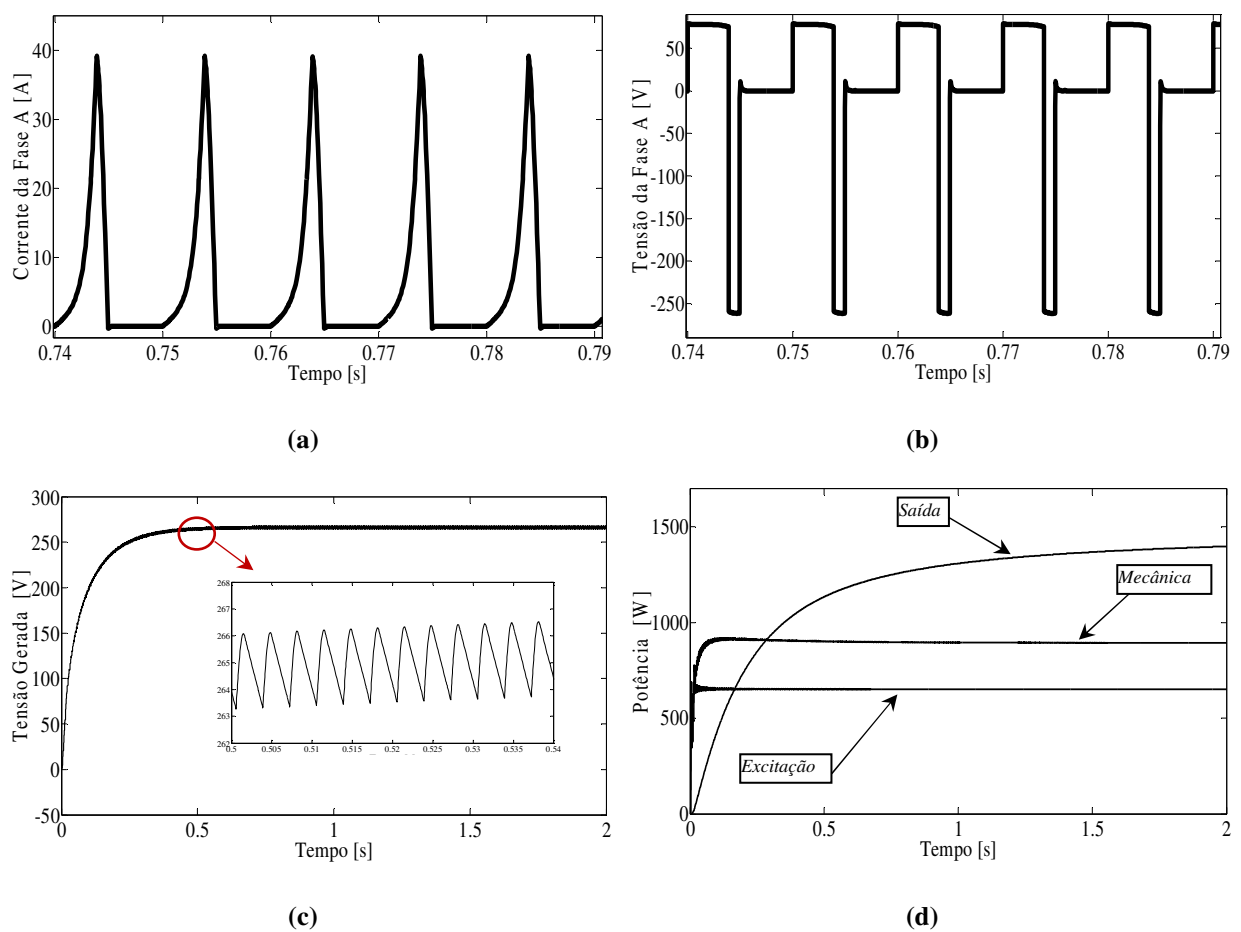 40
30
20
10
0
Corrente da Fase A [A]
0.74 0.75 0.76 0.77 0.78 0.79
Tempo [s]
(a)
50
0
-50
-100
-150
-200
-250
Tensão da Fase A [V]
0.74 0.75 0.76 0.77 0.78 0.79
Tempo [s]
(b)
300
250
200
150
100
50
0
-50
Tensão Gerada [V]
268
267
266
265
264
263
262
0.5 0.505 0.51 0.515 0.52 0.525 0.53 0.535 0.54
0 0.5 1 1.5 2
Tempo [s]
(c)
1500
1000
500
0
Potência [W]
Saída
Mecânica
Excitação
0 0.5 1 1.5 2
Tempo [s]
(d)